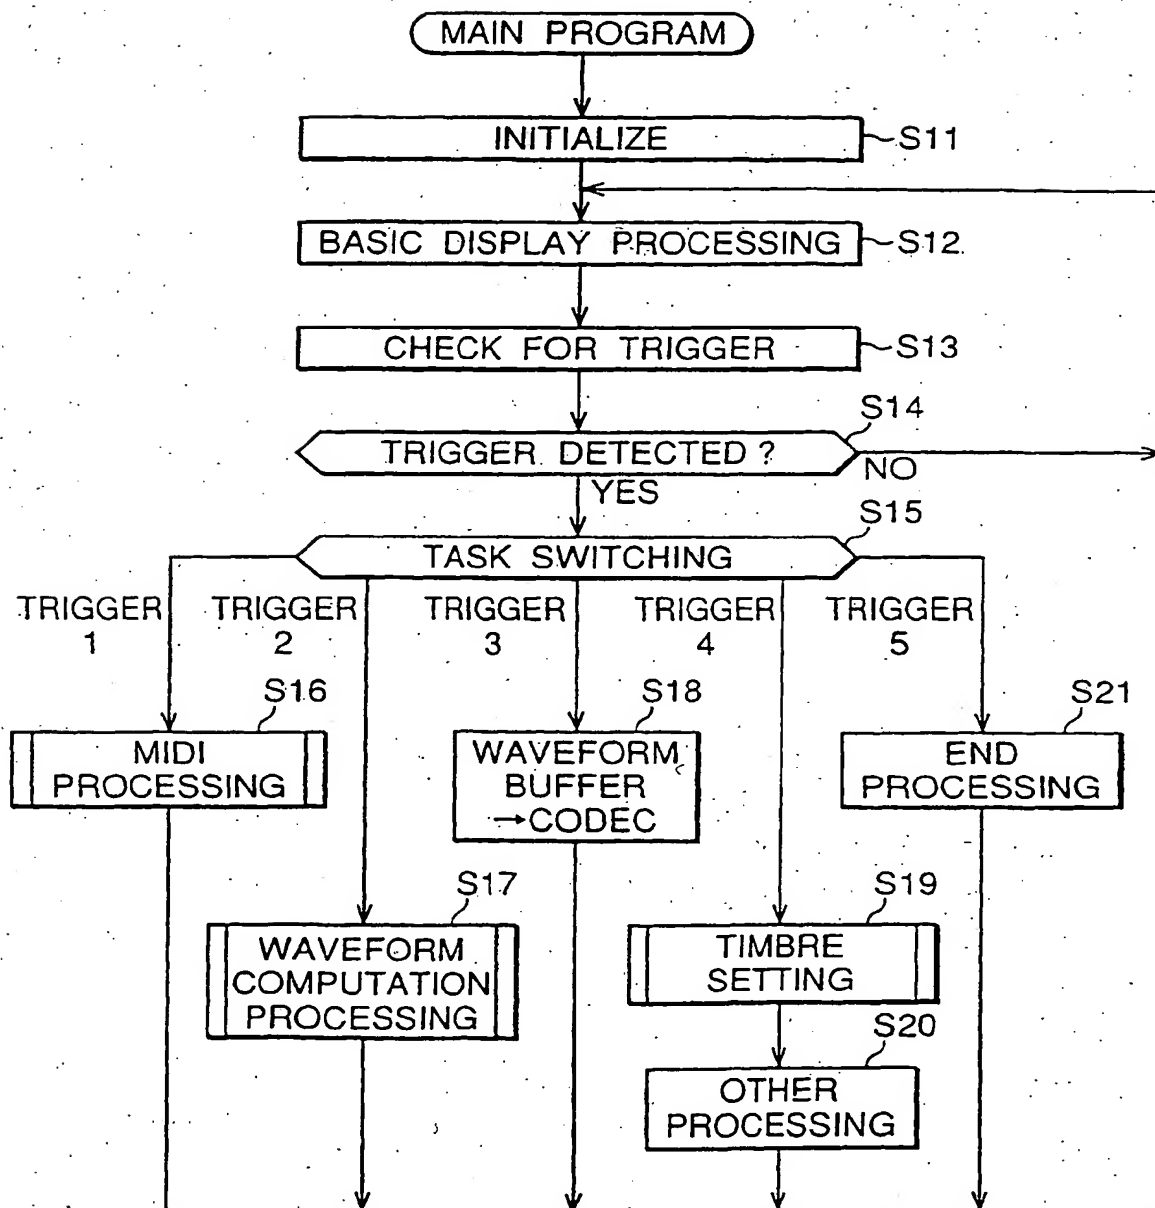 MAIN PROGRAM
INITIALIZE
S11
BASIC DISPLAY PROCESSING
S12
CHECK FOR TRIGGER
S13
S14
TRIGGER DETECTED ?
NO
YES
S15
TASK SWITCHING
TRIGGER
1
TRIGGER
2
TRIGGER
3
TRIGGER
4
TRIGGER
5
S16
MIDI
PROCESSING
S18
WAVEFORM
BUFFER
→CODEC
S21
END
PROCESSING
S17
WAVEFORM
COMPUTATION
PROCESSING
S19
TIMBRE
SETTING
S20
OTHER
PROCESSING